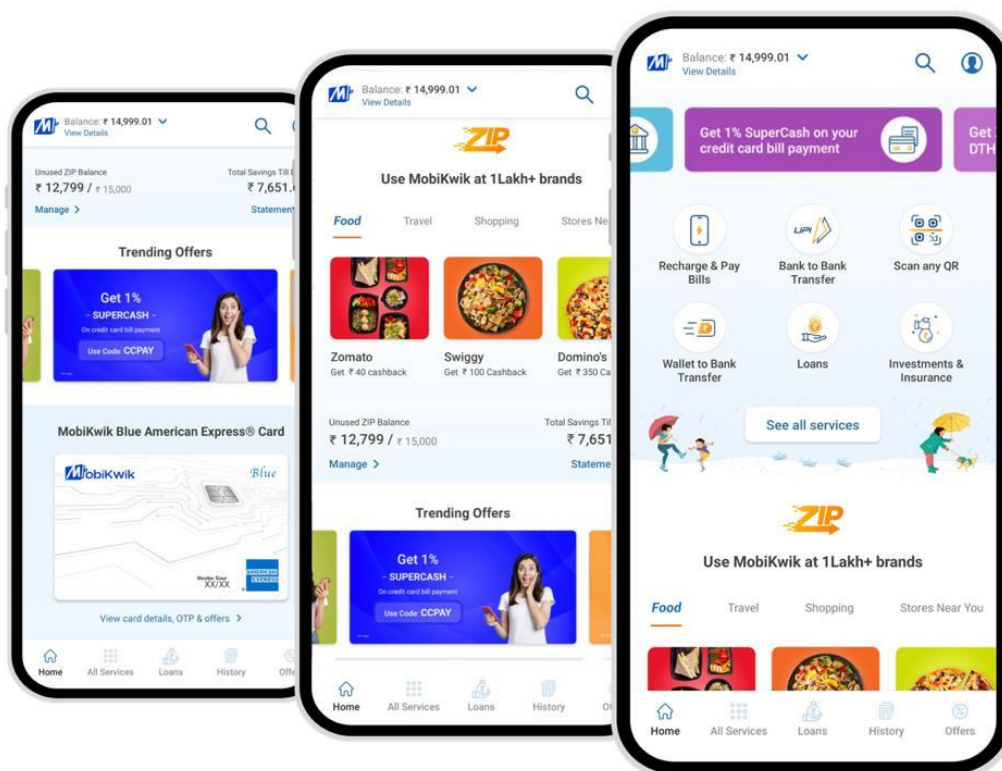 Balance: ₹ 14,999.01
View Details
Unused ZIP Balance
Total Savings Till
₹ 12,799 / ₹ 15,000
₹ 7,651.
Manage >
Statement
Trending Offers
Get 1%
- SUPERCASH -
On credit card bill payment
Use Code: CCPAY
MobiKwik Blue American Express® Card
MobiKwik
Blue
Member Since
XX/XX
AMERICAN
EXPRESS
View card details, OTP & offers >
Home
All Services
Loans
History
Offe
Balance: ₹ 14,999.01
View Details
ZIP
Use MobiKwik at 1Lakh+ brands
Food
Travel
Shopping
Stores Ne
Zomato
Swiggy
Domino's
Get ₹ 40 cashback
Get ₹ 100 Cashback
Get ₹ 350 Ca
Unused ZIP Balance
Total Savings Til
₹ 12,799 / ₹ 15,000
₹ 7,651
Manage >
Stateme
Trending Offers
Get 1%
- SUPERCASH -
On credit card bill payment
Use Code: CCPAY
Home
All Services
Loans
History
Balance: ₹ 14,999.01
View Details
Get 1% SuperCash on your
credit card bill payment
Get
DTH
Recharge & Pay
Bills
UPI
Bank to Bank
Transfer
Scan any QR
Wallet to Bank
Transfer
Loans
Investments &
Insurance
See all services
ZIP
Use MobiKwik at 1Lakh+ brands
Food
Travel
Shopping
Stores Near You
Home
All Services
Loans
History
Offers